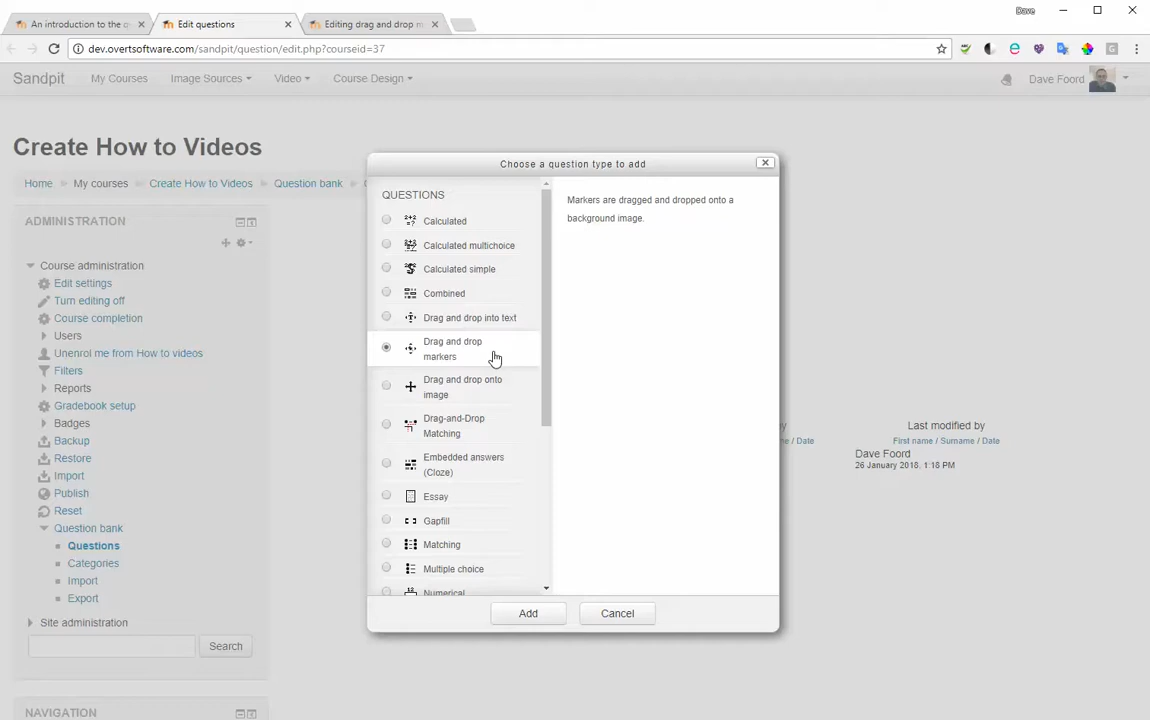 An introduction to the q
Edit questions
Editing drag and drop m
Dave
dev.overtsoftware.com/sandpit/question/edit.php?courseid=37
Sandpit
My Courses
Image Sources
Video
Course Design
Dave Foord
Create How to Videos
Home
My courses
Create How to Videos
Question bank
ADMINISTRATION
Course administration
Edit settings
Turn editing off
Course completion
Users
Unenrol me from How to videos
Filters
Reports
Gradebook setup
Badges
Backup
Restore
Import
Publish
Reset
Question bank
Questions
Categories
Import
Export
Site administration
Search
NAVIGATION
Choose a question type to add
QUESTIONS
Calculated
Calculated multichoice
Calculated simple
Combined
Drag and drop into text
Drag and drop
markers
Drag and drop onto
image
Drag-and-Drop
Matching
Embedded answers
(Cloze)
Essay
Gapfill
Matching
Multiple choice
Numerical
Markers are dragged and dropped onto a
background image.
Add
Cancel
y
/ Date
Last modified by
First name / Surname / Date
Dave Foord
26 January 2018, 1:18 PM